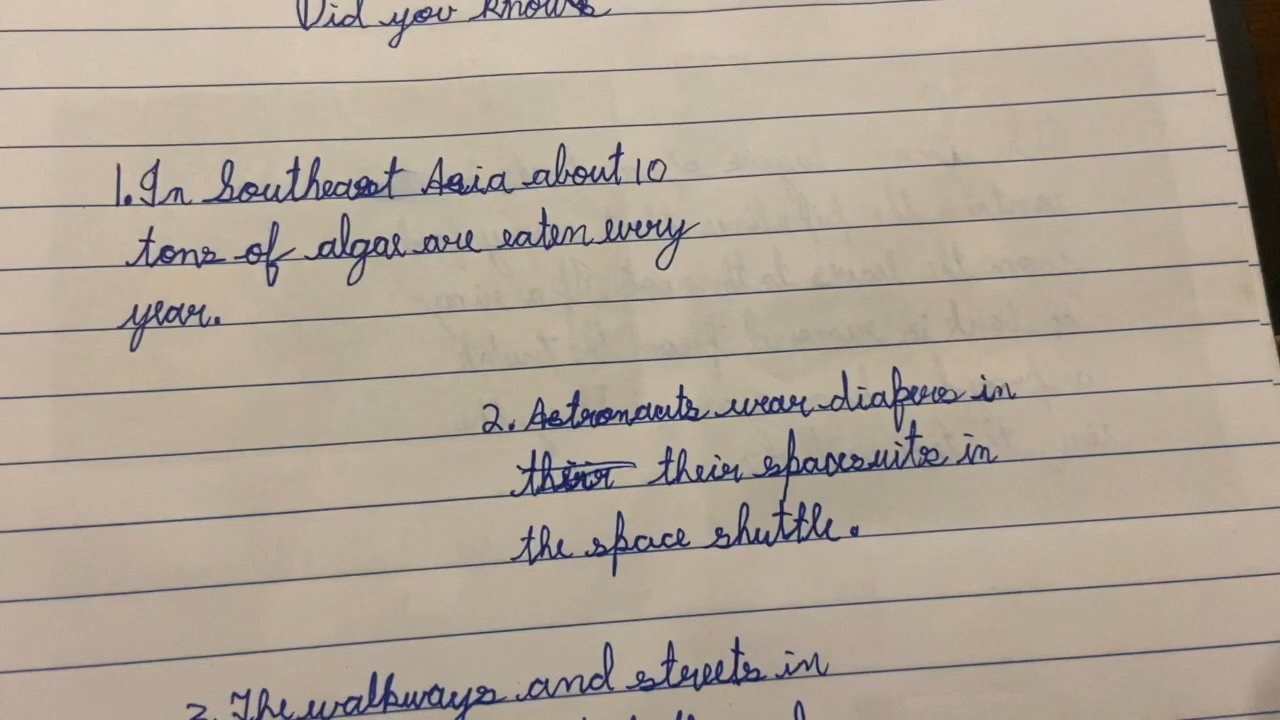 Did you know
1. In Southeast Asia about 10
tons of algae are eaten every
year.
2. Astronauts wear diapers in
their spacesuits in
the space shuttle.
3. The walkways and streets in